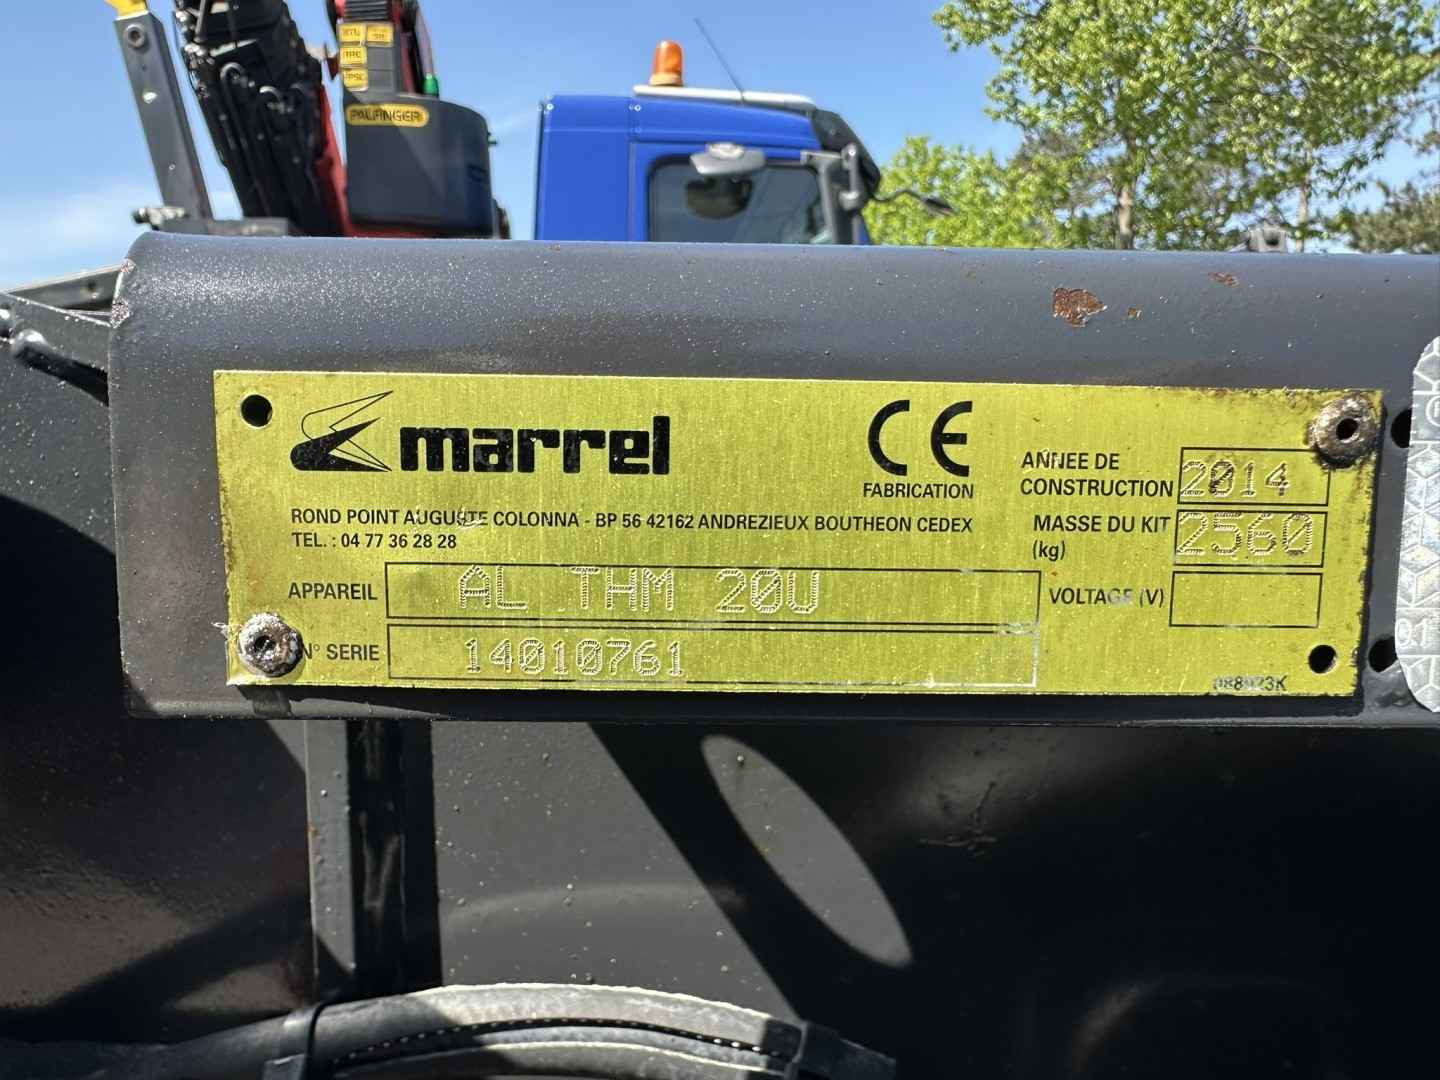 PALFINGER
marrel
CE
FABRICATION
ANNEE DE CONSTRUCTION 2014
ROND POINT AUGUSTE COLONNA - BP 56 42162 ANDREZIEUX BOUTHEON CEDEX
TEL. : 04 77 36 28 28
MASSE DU KIT (kg) 2560
APPAREIL AL THM 20U
VOLTAGE (V)
N° SERIE 14010761
01